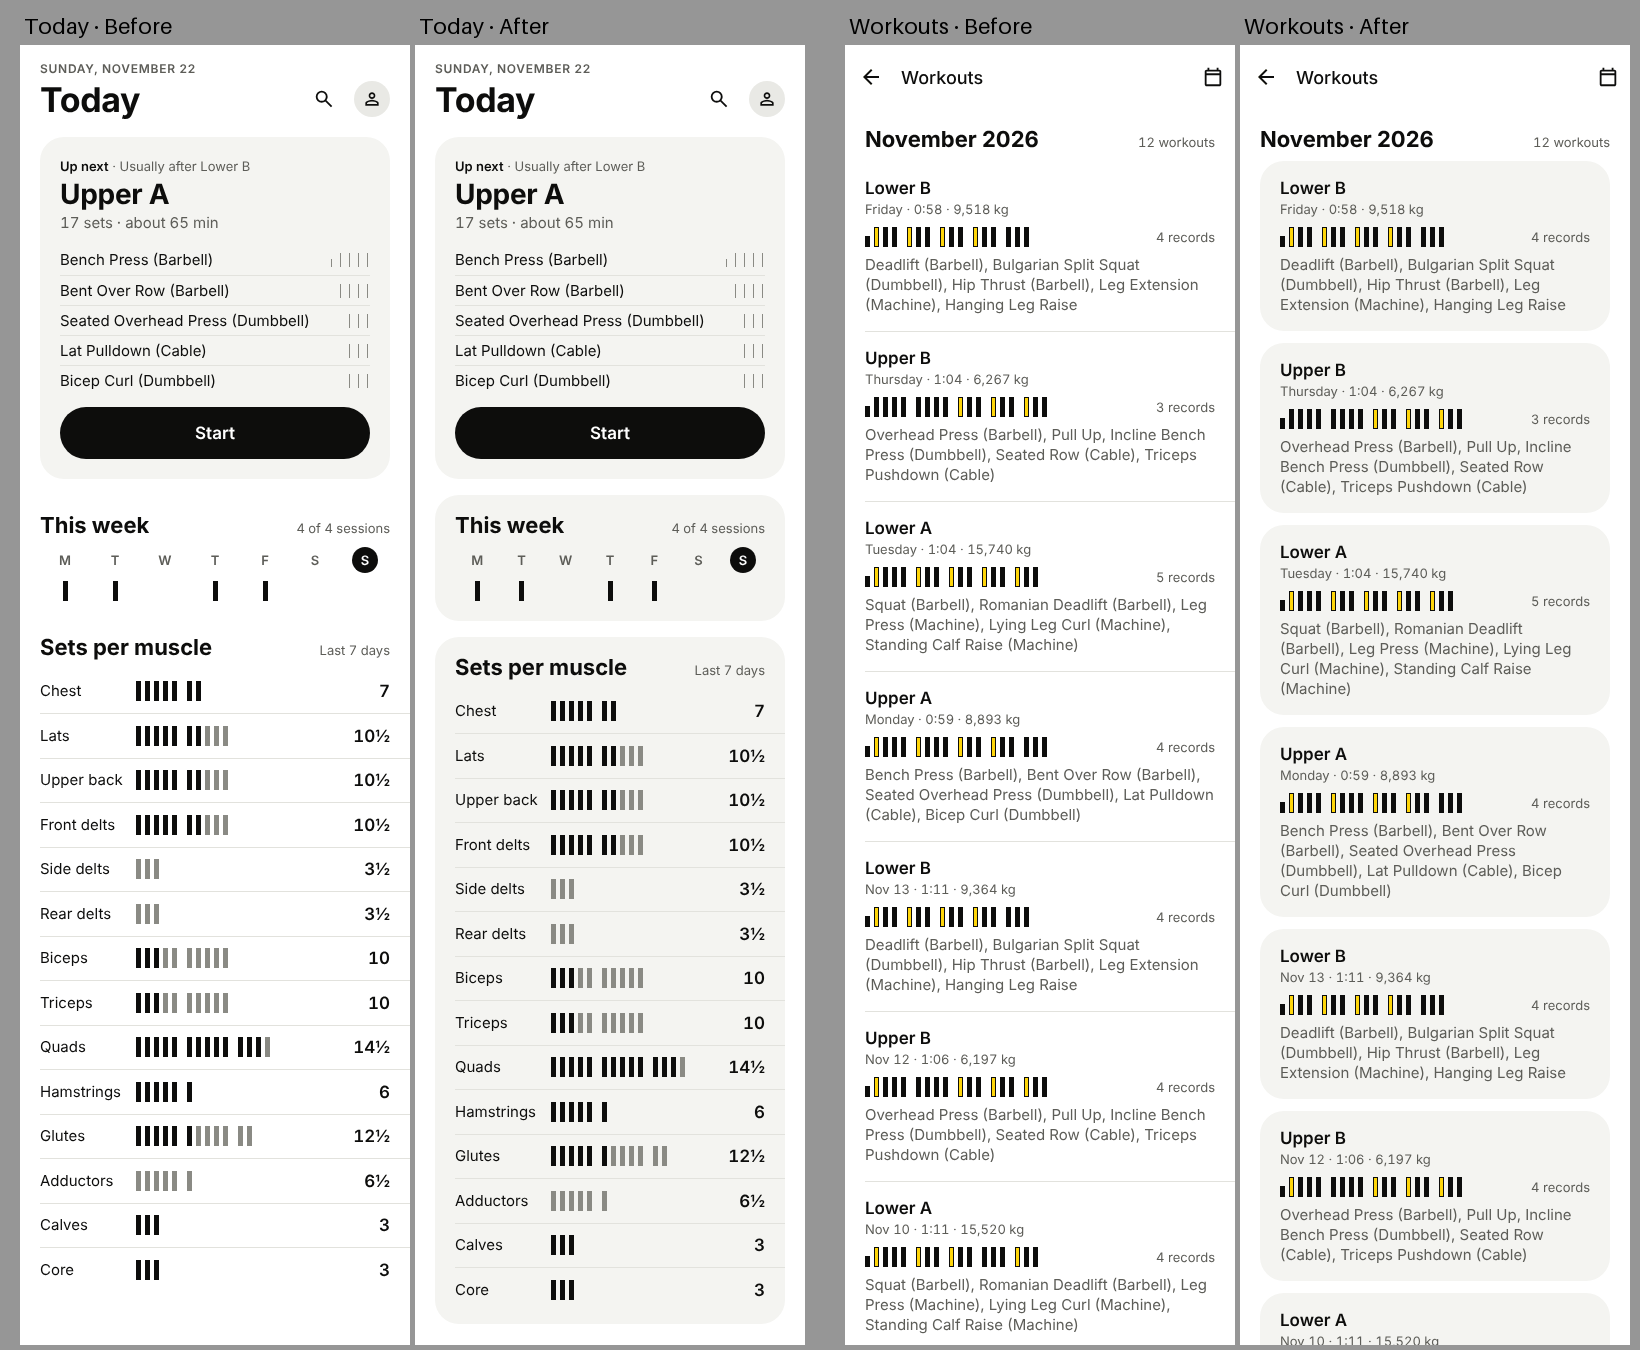 Today · Before
SUNDAY, NOVEMBER 22
Today
Up next · Usually after Lower B
Upper A
17 sets · about 65 min
Bench Press (Barbell)
Bent Over Row (Barbell)
Seated Overhead Press (Dumbbell)
Lat Pulldown (Cable)
Bicep Curl (Dumbbell)
Start
This week 4 of 4 sessions
M T W T F S S
Sets per muscle Last 7 days
Chest 7
Lats 10½
Upper back 10½
Front delts 10½
Side delts 3½
Rear delts 3½
Biceps 10
Triceps 10
Quads 14½
Hamstrings 6
Glutes 12½
Adductors 6½
Calves 3
Core 3
Today · After
SUNDAY, NOVEMBER 22
Today
Up next · Usually after Lower B
Upper A
17 sets · about 65 min
Bench Press (Barbell)
Bent Over Row (Barbell)
Seated Overhead Press (Dumbbell)
Lat Pulldown (Cable)
Bicep Curl (Dumbbell)
Start
This week 4 of 4 sessions
M T W T F S S
Sets per muscle Last 7 days
Chest 7
Lats 10½
Upper back 10½
Front delts 10½
Side delts 3½
Rear delts 3½
Biceps 10
Triceps 10
Quads 14½
Hamstrings 6
Glutes 12½
Adductors 6½
Calves 3
Core 3
Workouts · Before
Workouts
November 2026 12 workouts
Lower B
Friday · 0:58 · 9,518 kg
4 records
Deadlift (Barbell), Bulgarian Split Squat
(Dumbbell), Hip Thrust (Barbell), Leg Extension
(Machine), Hanging Leg Raise
Upper B
Thursday · 1:04 · 6,267 kg
3 records
Overhead Press (Barbell), Pull Up, Incline Bench
Press (Dumbbell), Seated Row (Cable), Triceps
Pushdown (Cable)
Lower A
Tuesday · 1:04 · 15,740 kg
5 records
Squat (Barbell), Romanian Deadlift (Barbell), Leg
Press (Machine), Lying Leg Curl (Machine),
Standing Calf Raise (Machine)
Upper A
Monday · 0:59 · 8,893 kg
4 records
Bench Press (Barbell), Bent Over Row (Barbell),
Seated Overhead Press (Dumbbell), Lat Pulldown
(Cable), Bicep Curl (Dumbbell)
Lower B
Nov 13 · 1:11 · 9,364 kg
4 records
Deadlift (Barbell), Bulgarian Split Squat
(Dumbbell), Hip Thrust (Barbell), Leg Extension
(Machine), Hanging Leg Raise
Upper B
Nov 12 · 1:06 · 6,197 kg
4 records
Overhead Press (Barbell), Pull Up, Incline Bench
Press (Dumbbell), Seated Row (Cable), Triceps
Pushdown (Cable)
Lower A
Nov 10 · 1:11 · 15,520 kg
4 records
Squat (Barbell), Romanian Deadlift (Barbell), Leg
Press (Machine), Lying Leg Curl (Machine),
Standing Calf Raise (Machine)
Workouts · After
Workouts
November 2026 12 workouts
Lower B
Friday · 0:58 · 9,518 kg
4 records
Deadlift (Barbell), Bulgarian Split Squat
(Dumbbell), Hip Thrust (Barbell), Leg
Extension (Machine), Hanging Leg Raise
Upper B
Thursday · 1:04 · 6,267 kg
3 records
Overhead Press (Barbell), Pull Up, Incline
Bench Press (Dumbbell), Seated Row
(Cable), Triceps Pushdown (Cable)
Lower A
Tuesday · 1:04 · 15,740 kg
5 records
Squat (Barbell), Romanian Deadlift
(Barbell), Leg Press (Machine), Lying Leg
Curl (Machine), Standing Calf Raise
(Machine)
Upper A
Monday · 0:59 · 8,893 kg
4 records
Bench Press (Barbell), Bent Over Row
(Barbell), Seated Overhead Press
(Dumbbell), Lat Pulldown (Cable), Bicep
Curl (Dumbbell)
Lower B
Nov 13 · 1:11 · 9,364 kg
4 records
Deadlift (Barbell), Bulgarian Split Squat
(Dumbbell), Hip Thrust (Barbell), Leg
Extension (Machine), Hanging Leg Raise
Upper B
Nov 12 · 1:06 · 6,197 kg
4 records
Overhead Press (Barbell), Pull Up, Incline
Bench Press (Dumbbell), Seated Row
(Cable), Triceps Pushdown (Cable)
Lower A
Nov 10 · 1:11 · 15,520 kg